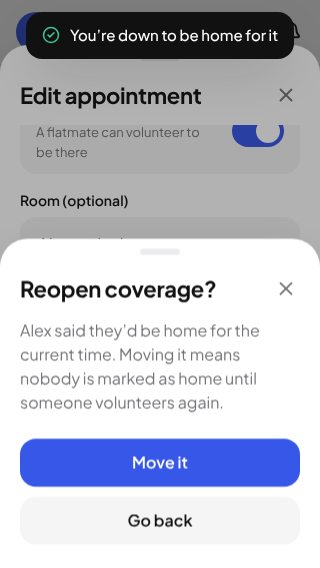 You’re down to be home for it
Edit appointment
A flatmate can volunteer to
be there
Room (optional)
Reopen coverage?
Alex said they’d be home for the
current time. Moving it means
nobody is marked as home until
someone volunteers again.
Move it
Go back